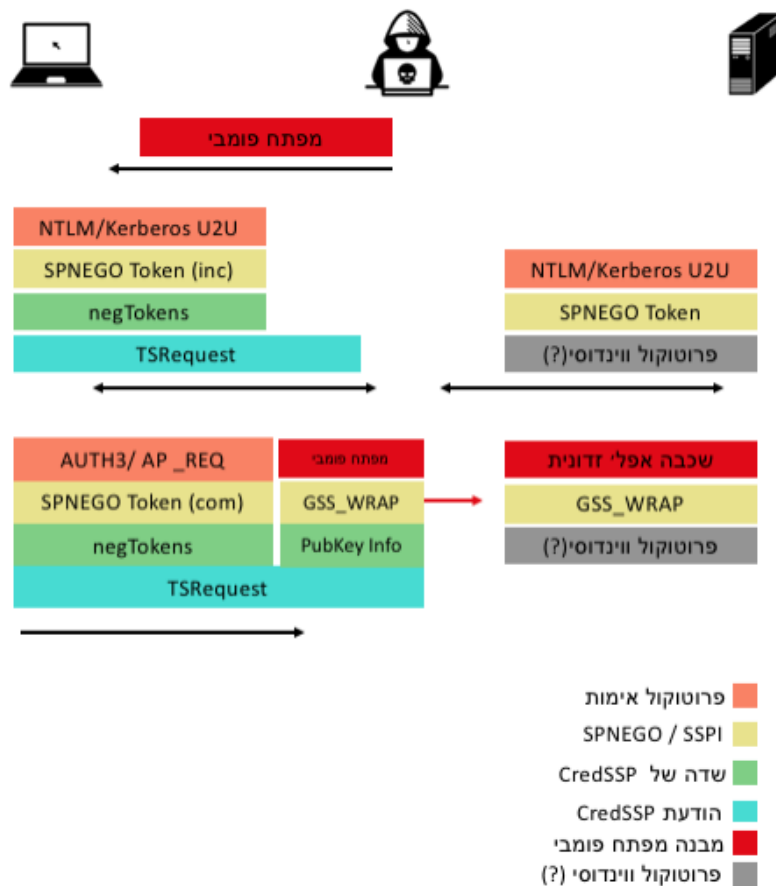 מפתח פומבי
NTLM/Kerberos U2U
SPNEGO Token (inc)
negTokens
TSRequest
NTLM/Kerberos U2U
SPNEGO Token
פרוטוקול ווינדוסי(?)
AUTH3/ AP _REQ
SPNEGO Token (com)
negTokens
מפתח פומבי
GSS_WRAP
PubKey Info
TSRequest
שכבה אפלי' זדונית
GSS_WRAP
פרוטוקול ווינדוסי(?)
פרוטוקול אימות
SPNEGO / SSPI
שדה של CredSSP
הודעת CredSSP
מבנה מפתח פומבי
פרוטוקול ווינדוסי (?)